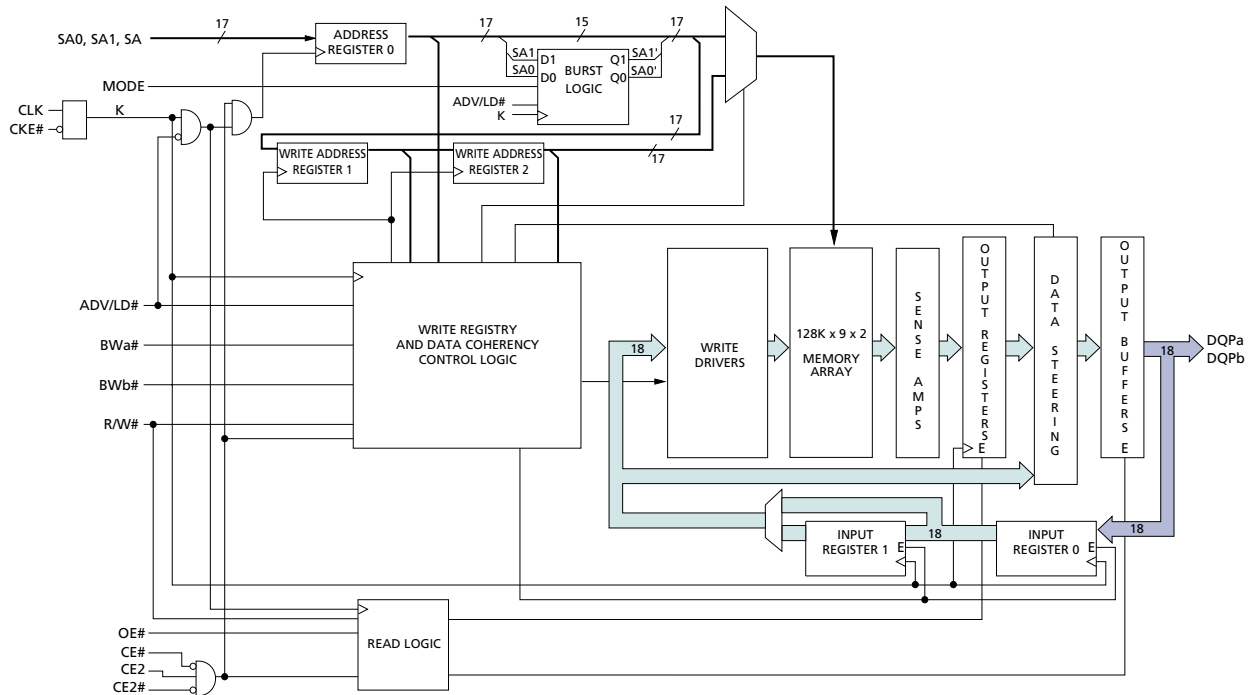 SA0, SA1, SA
17
ADDRESS
REGISTER 0
17
15
17
SA1
SA0
D1
D0
BURST
LOGIC
Q1
Q0
SA1'
SA0'
MODE
ADV/LD#
K
CLK
CKE#
K
17
17
WRITE ADDRESS
REGISTER 1
WRITE ADDRESS
REGISTER 2
ADV/LD#
BWa#
BWb#
R/W#
WRITE REGISTRY
AND DATA COHERENCY
CONTROL LOGIC
18
WRITE
DRIVERS
128K x 9 x 2
MEMORY
ARRAY
SENSE AMPS
OUTPUT REGISTERS
E
DATA STEERING
OUTPUT BUFFERS
E
18
DQPa
DQPb
INPUT
REGISTER 1
E
18
INPUT
REGISTER 0
E
18
OE#
CE#
CE2
CE2#
READ LOGIC